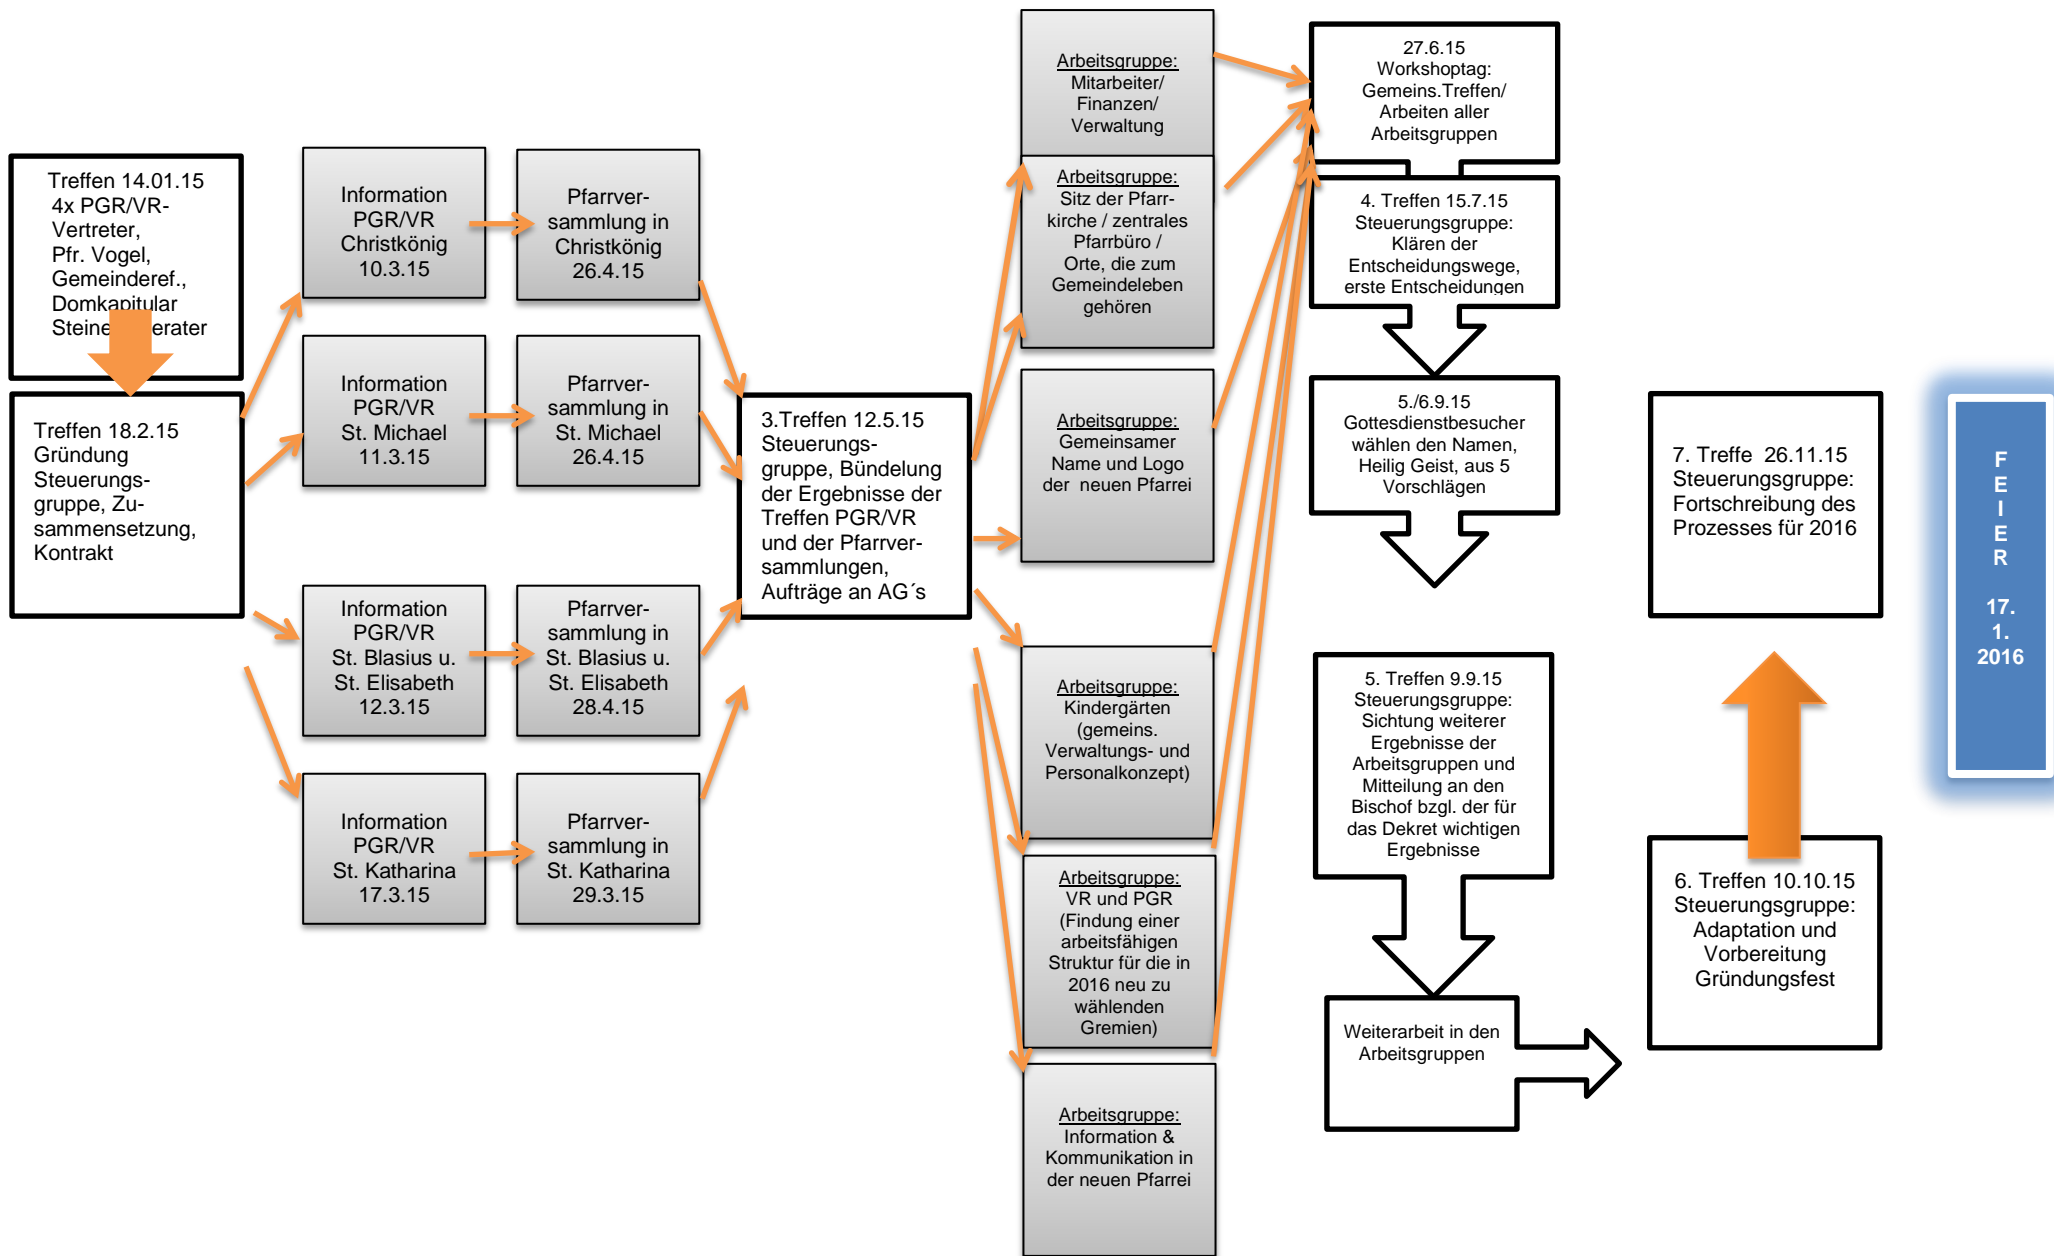 Treffen 14.01.15
4x PGR/VR-
Vertreter,
Pfr. Vogel,
Gemeinderef.,
Domkapitular
Steine erater
Treffen 18.2.15
Gründung
Steuerungs-
gruppe, Zu-
sammensetzung,
Kontrakt
Information
PGR/VR
Christkönig
10.3.15
Pfarrver-
sammlung in
Christkönig
26.4.15
Information
PGR/VR
St. Michael
11.3.15
Pfarrver-
sammlung in
St. Michael
26.4.15
Information
PGR/VR
St. Blasius u.
St. Elisabeth
12.3.15
Pfarrver-
sammlung in
St. Blasius u.
St. Elisabeth
28.4.15
Information
PGR/VR
St. Katharina
17.3.15
Pfarrver-
sammlung in
St. Katharina
29.3.15
3.Treffen 12.5.15
Steuerungs-
gruppe, Bündelung
der Ergebnisse der
Treffen PGR/VR
und der Pfarrver-
sammlungen,
Aufträge an AG´s
Arbeitsgruppe:
Mitarbeiter/
Finanzen/
Verwaltung
Arbeitsgruppe:
Sitz der Pfarr-
kirche / zentrales
Pfarrbüro /
Orte, die zum
Gemeindeleben
gehören
Arbeitsgruppe:
Gemeinsamer
Name und Logo
der neuen Pfarrei
Arbeitsgruppe:
Kindergärten
(gemeins.
Verwaltungs- und
Personalkonzept)
Arbeitsgruppe:
VR und PGR
(Findung einer
arbeitsfähigen
Struktur für die in
2016 neu zu
wählenden
Gremien)
Arbeitsgruppe:
Information &
Kommunikation in
der neuen Pfarrei
27.6.15
Workshoptag:
Gemeins.Treffen/
Arbeiten aller
Arbeitsgruppen
4. Treffen 15.7.15
Steuerungsgruppe:
Klären der
Entscheidungswege,
erste Entscheidungen
5./6.9.15
Gottesdienstbesucher
wählen den Namen,
Heilig Geist, aus 5
Vorschlägen
5. Treffen 9.9.15
Steuerungsgruppe:
Sichtung weiterer
Ergebnisse der
Arbeitsgruppen und
Mitteilung an den
Bischof bzgl. der für
das Dekret wichtigen
Ergebnisse
Weiterarbeit in den
Arbeitsgruppen
6. Treffen 10.10.15
Steuerungsgruppe:
Adaptation und
Vorbereitung
Gründungsfest
7. Treffe 26.11.15
Steuerungsgruppe:
Fortschreibung des
Prozesses für 2016
F
E
I
E
R
17.
1.
2016